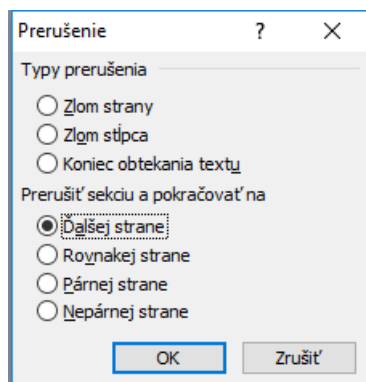 Prerušenie ?
Typy prerušenia
Zlom strany
Zlom stĺpca
Koniec obtekania textu
Prerušiť sekciu a pokračovať na
Ďalšej strane
Rovnakej strane
Párnej strane
Nepárnej strane
OK Zrušiť